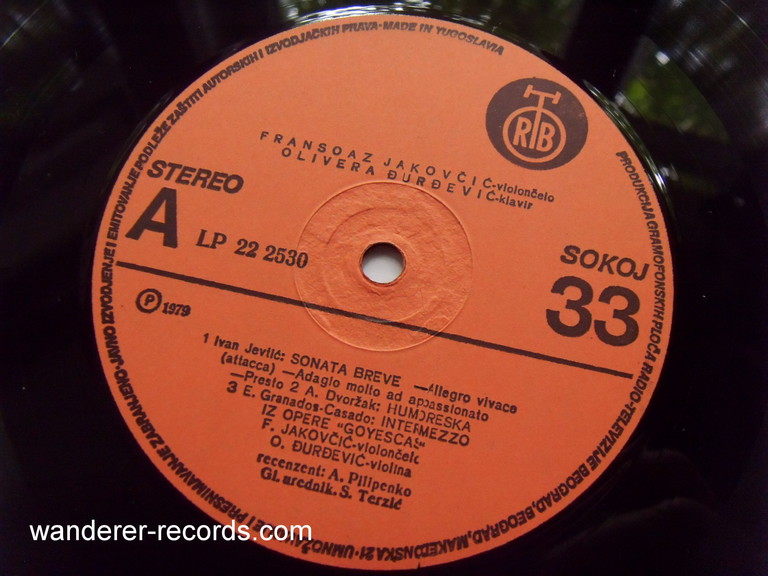 PRODUKCIJA GRAMOFONSKIH PLOČA RADIO-TELEVIZIJE BEOGRAD, BEOGRAD, MAKEDONSKA 21 · UMNOŽAVANJE I PRESNIMAVANJE ZABRANJENO · JAVNO IZVODJENJE I EMITOVANJE PODLEŽE ZAŠTITI AUTORSKIH I IZVODJAČKIH PRAVA · MADE IN YUGOSLAVIA
RTB
FRANSOAZ JAKOVČIĆ-violončelo
OLIVERA ĐURĐEVIĆ-klavir
STEREO
A
LP 22 2530
SOKOJ
33
Ⓟ 1979
1 Ivan Jevtić: SONATA BREVE —Allegro vivace
(attacca) —Adagio molto ad appassionato
—Presto 2 A. Dvoržak: HUMORESKA
3 E. Granados-Casado: INTERMEZZO
IZ OPERE "GOYESCAS"
F. JAKOVČIĆ-violončelo
O. ĐURĐEVIĆ-violina
recenzent: A. Pilipenko
Gl. urednik. S. Terzić
wanderer-records.com